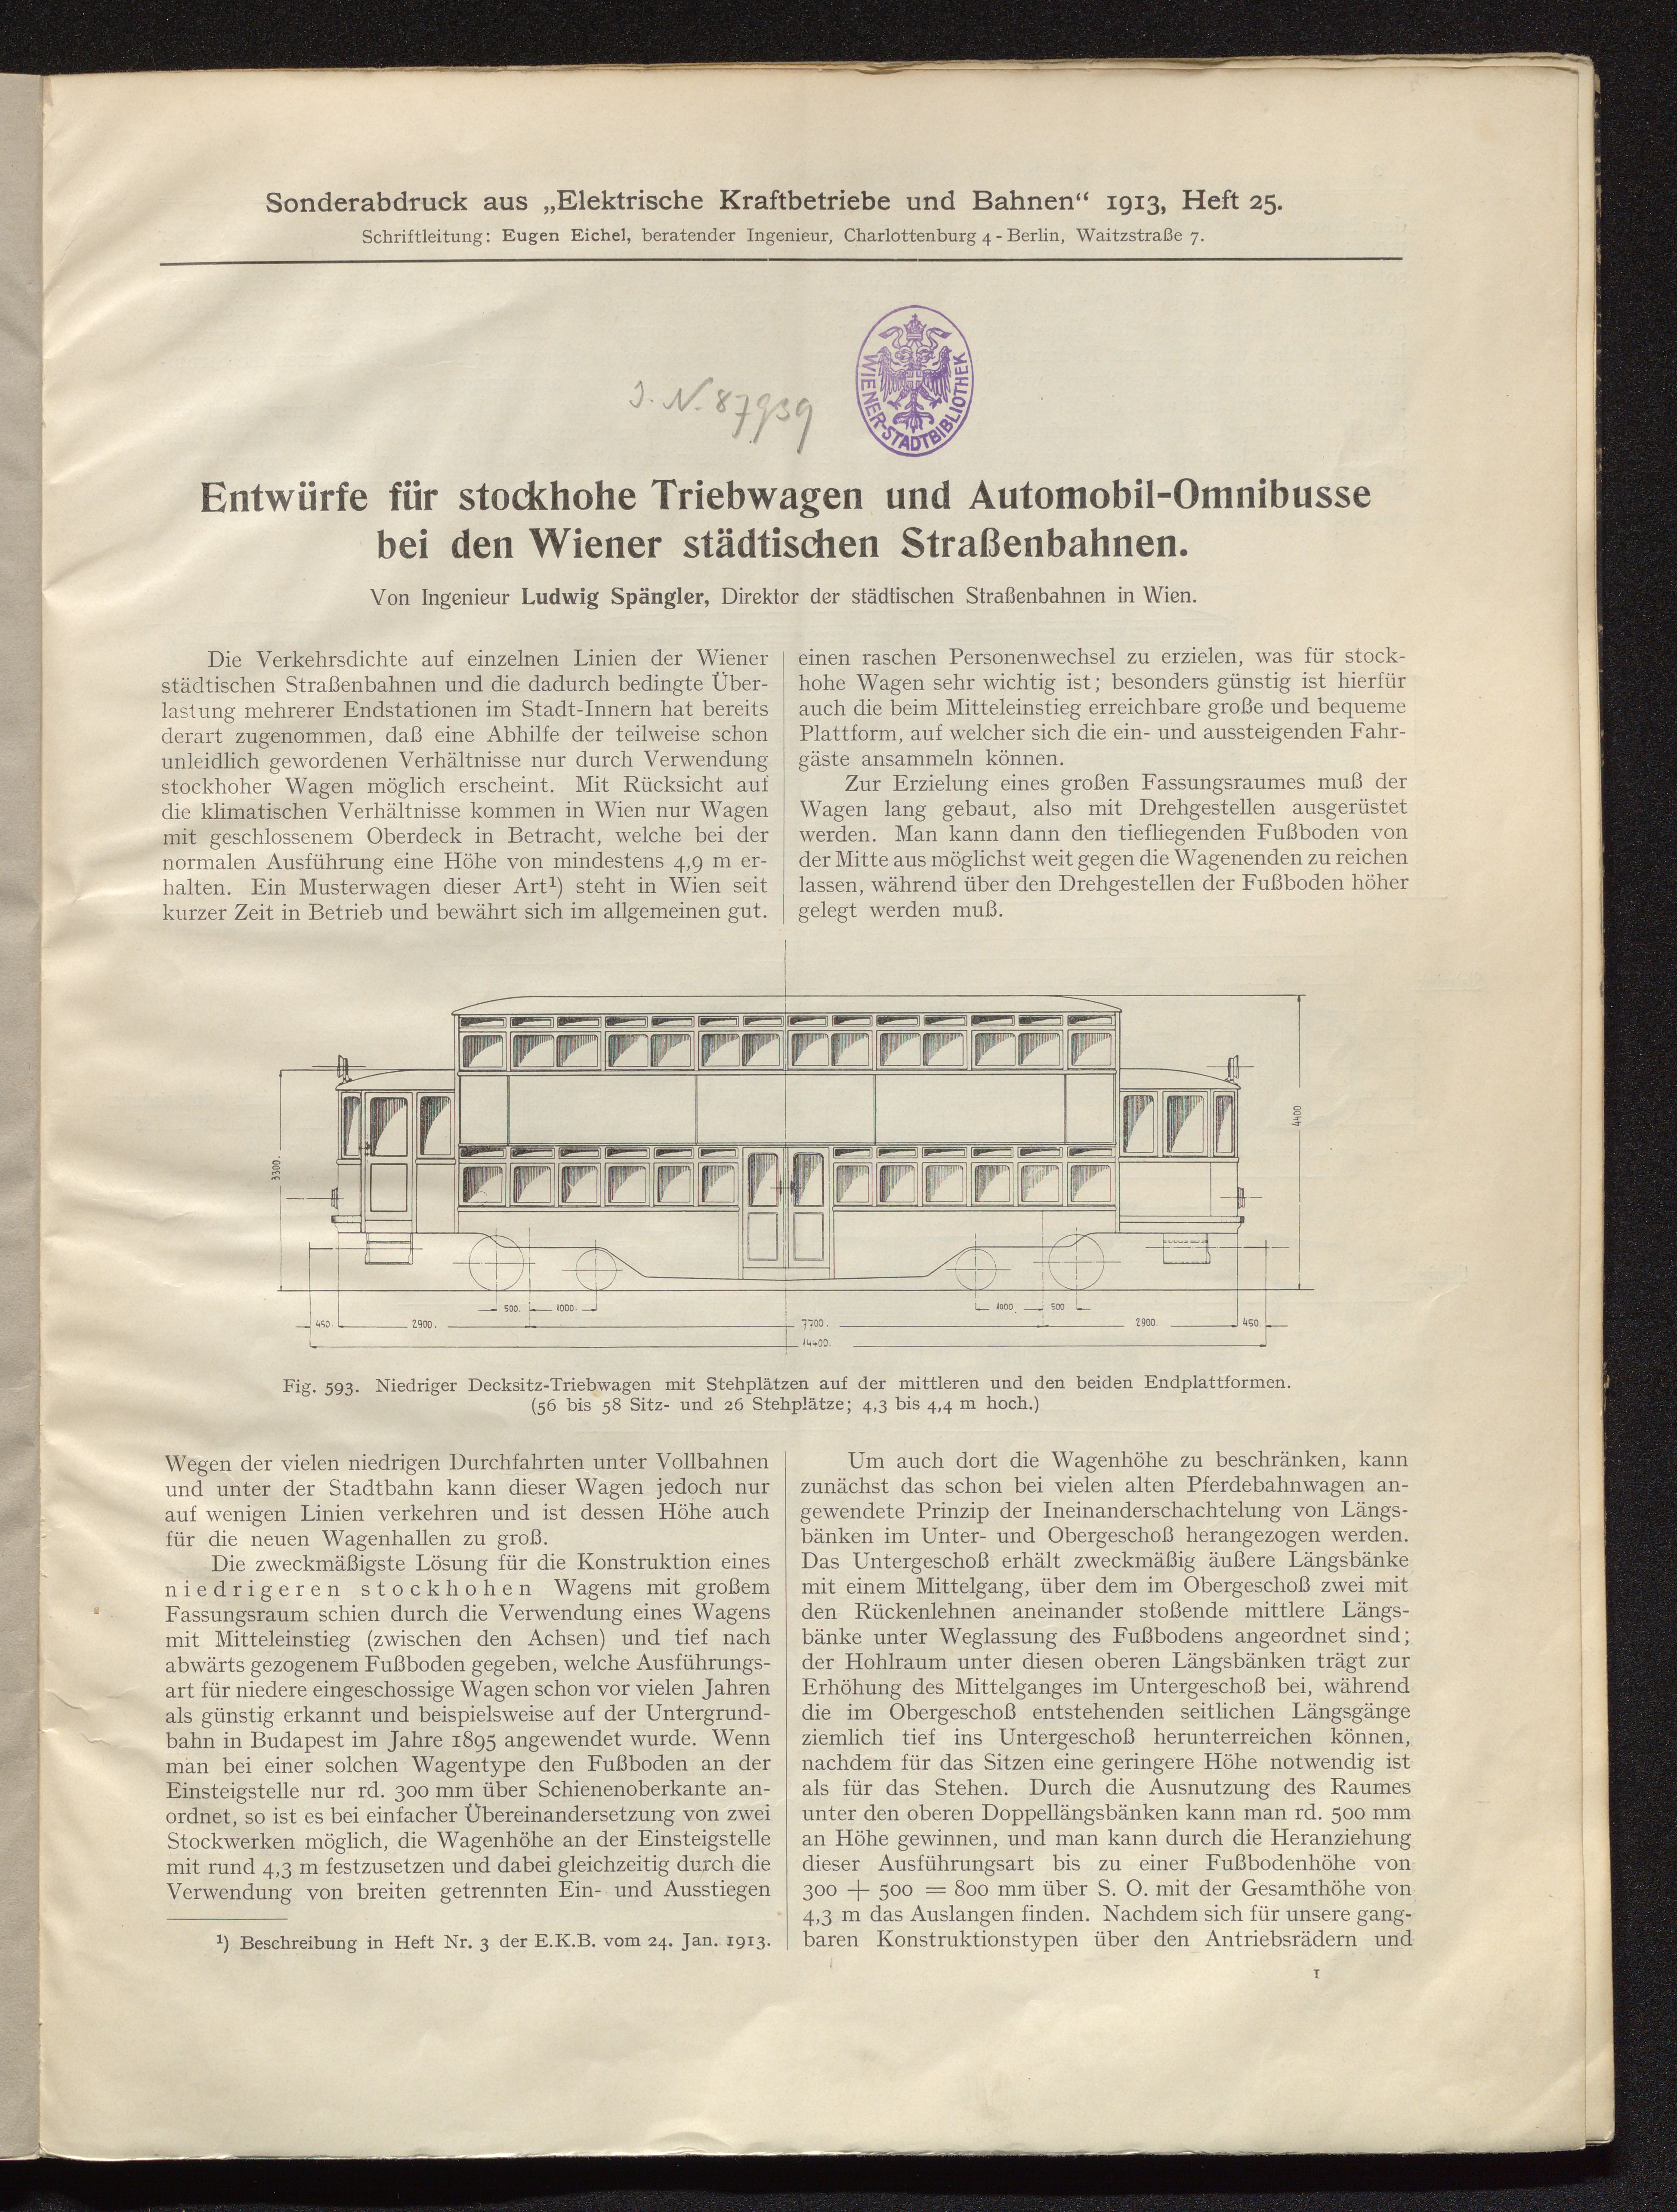 Sonderabdruck aus „Elektrische Kraftbetriebe und Bahnen“ 1913, Heft 25.
Schriftleitung: Eugen Eichel, beratender Ingenieur, Charlottenburg 4 - Berlin, Waitzstraße 7.
J. N. 87939
WIENER-STADTBIBLIOTHEK
Entwürfe für stockhohe Triebwagen und Automobil-Omnibusse
bei den Wiener städtischen Straßenbahnen.
Von Ingenieur Ludwig Spängler, Direktor der städtischen Straßenbahnen in Wien.
Die Verkehrsdichte auf einzelnen Linien der Wiener
städtischen Straßenbahnen und die dadurch bedingte Über-
lastung mehrerer Endstationen im Stadt-Innern hat bereits
derart zugenommen, daß eine Abhilfe der teilweise schon
unleidlich gewordenen Verhältnisse nur durch Verwendung
stockhoher Wagen möglich erscheint. Mit Rücksicht auf
die klimatischen Verhältnisse kommen in Wien nur Wagen
mit geschlossenem Oberdeck in Betracht, welche bei der
normalen Ausführung eine Höhe von mindestens 4,9 m er-
halten. Ein Musterwagen dieser Art¹) steht in Wien seit
kurzer Zeit in Betrieb und bewährt sich im allgemeinen gut.
einen raschen Personenwechsel zu erzielen, was für stock-
hohe Wagen sehr wichtig ist; besonders günstig ist hierfür
auch die beim Mitteleinstieg erreichbare große und bequeme
Plattform, auf welcher sich die ein- und aussteigenden Fahr-
gäste ansammeln können.
Zur Erzielung eines großen Fassungsraumes muß der
Wagen lang gebaut, also mit Drehgestellen ausgerüstet
werden. Man kann dann den tiefliegenden Fußboden von
der Mitte aus möglichst weit gegen die Wagenenden zu reichen
lassen, während über den Drehgestellen der Fußboden höher
gelegt werden muß.
3300.
4400
500. 1000. 1000. 500
450. 2900. 7700. 2900. 450.
14400.
Fig. 593. Niedriger Decksitz-Triebwagen mit Stehplätzen auf der mittleren und den beiden Endplattformen.
(56 bis 58 Sitz- und 26 Stehplätze; 4,3 bis 4,4 m hoch.)
Wegen der vielen niedrigen Durchfahrten unter Vollbahnen
und unter der Stadtbahn kann dieser Wagen jedoch nur
auf wenigen Linien verkehren und ist dessen Höhe auch
für die neuen Wagenhallen zu groß.
Die zweckmäßigste Lösung für die Konstruktion eines
niedrigeren stockhohen Wagens mit großem
Fassungsraum schien durch die Verwendung eines Wagens
mit Mitteleinstieg (zwischen den Achsen) und tief nach
abwärts gezogenem Fußboden gegeben, welche Ausführungs-
art für niedere eingeschossige Wagen schon vor vielen Jahren
als günstig erkannt und beispielsweise auf der Untergrund-
bahn in Budapest im Jahre 1895 angewendet wurde. Wenn
man bei einer solchen Wagentype den Fußboden an der
Einsteigstelle nur rd. 300 mm über Schienenoberkante an-
ordnet, so ist es bei einfacher Übereinandersetzung von zwei
Stockwerken möglich, die Wagenhöhe an der Einsteigstelle
mit rund 4,3 m festzusetzen und dabei gleichzeitig durch die
Verwendung von breiten getrennten Ein- und Ausstiegen
¹) Beschreibung in Heft Nr. 3 der E.K.B. vom 24. Jan. 1913.
Um auch dort die Wagenhöhe zu beschränken, kann
zunächst das schon bei vielen alten Pferdebahnwagen an-
gewendete Prinzip der Ineinanderschachtelung von Längs-
bänken im Unter- und Obergeschoß herangezogen werden.
Das Untergeschoß erhält zweckmäßig äußere Längsbänke
mit einem Mittelgang, über dem im Obergeschoß zwei mit
den Rückenlehnen aneinander stoßende mittlere Längs-
bänke unter Weglassung des Fußbodens angeordnet sind;
der Hohlraum unter diesen oberen Längsbänken trägt zur
Erhöhung des Mittelganges im Untergeschoß bei, während
die im Obergeschoß entstehenden seitlichen Längsgänge
ziemlich tief ins Untergeschoß herunterreichen können,
nachdem für das Sitzen eine geringere Höhe notwendig ist
als für das Stehen. Durch die Ausnutzung des Raumes
unter den oberen Doppellängsbänken kann man rd. 500 mm
an Höhe gewinnen, und man kann durch die Heranziehung
dieser Ausführungsart bis zu einer Fußbodenhöhe von
300 + 500 = 800 mm über S. O. mit der Gesamthöhe von
4,3 m das Auslangen finden. Nachdem sich für unsere gang-
baren Konstruktionstypen über den Antriebsrädern und
1